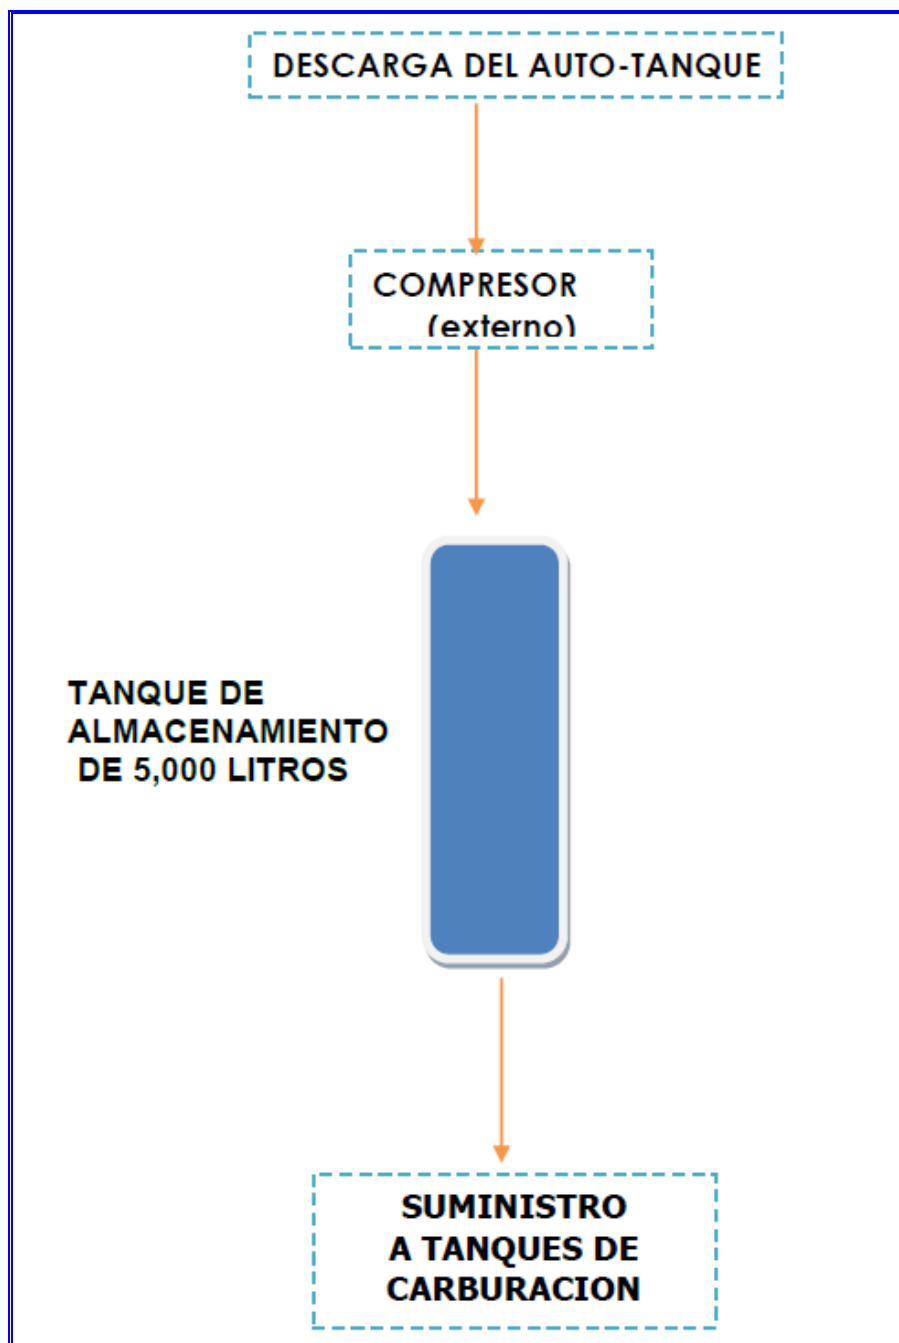 DESCARGA DEL AUTO-TANQUE
COMPRESOR
(externo)
TANQUE DE
ALMACENAMIENTO
DE 5,000 LITROS
SUMINISTRO
A TANQUES DE
CARBURACION